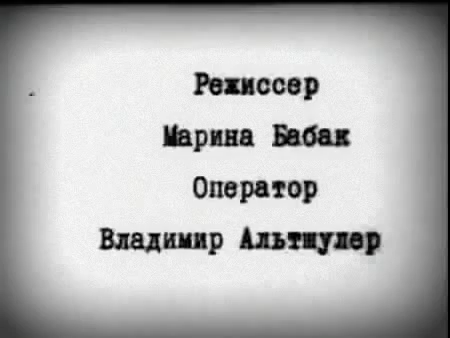 Режиссер
Марина Бабак
Оператор
Владимир Альтшулер